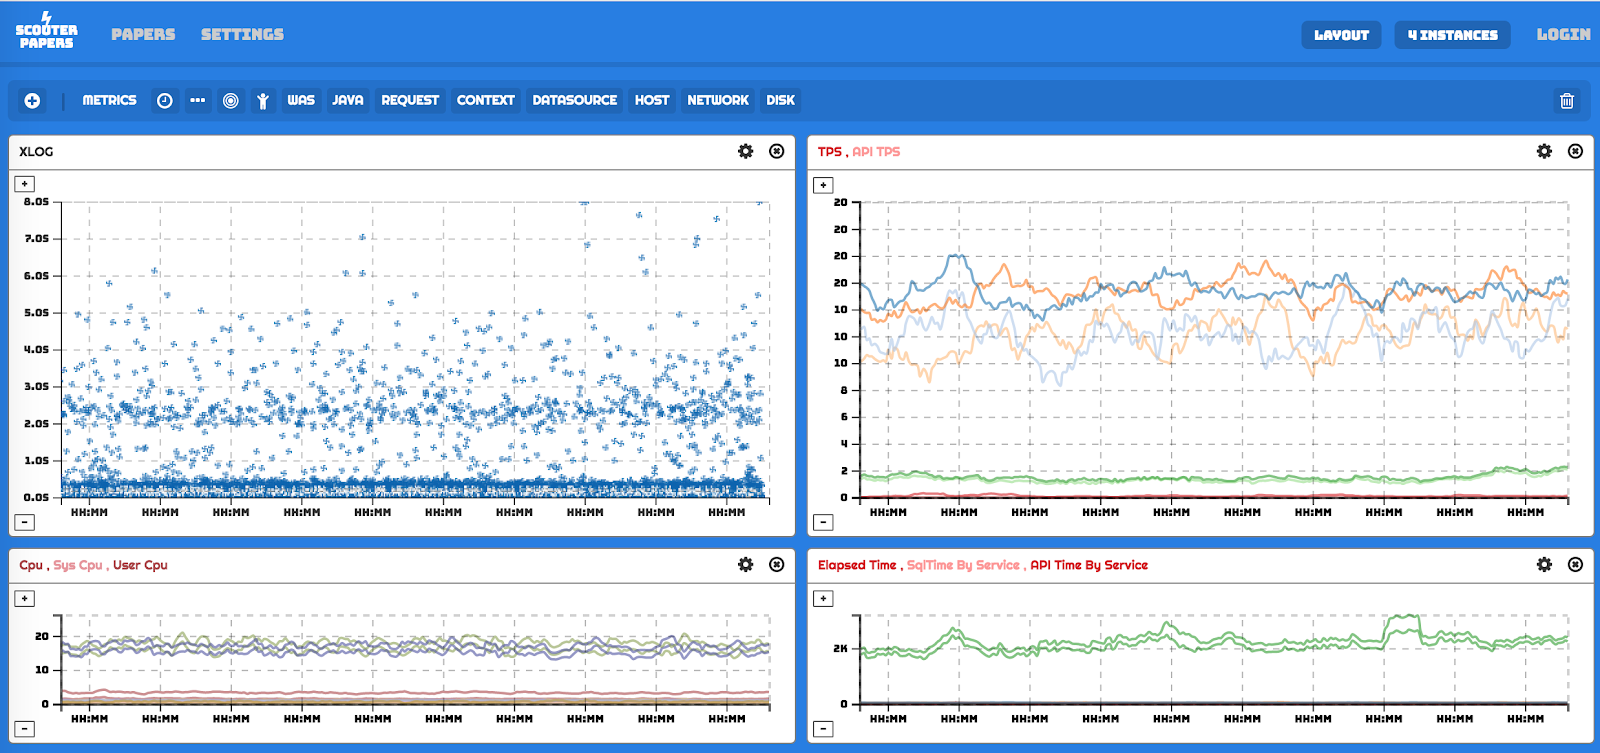 SCOUTER
PAPERS
PAPERS SETTINGS LAYOUT 4 INSTANCES LOGIN
METRICS WAS JAVA REQUEST CONTEXT DATASOURCE HOST NETWORK DISK
XLOG
8.0S
7.0S
6.0S
5.0S
4.0S
3.0S
2.0S
1.0S
0.0S
HH:MM HH:MM HH:MM HH:MM HH:MM HH:MM HH:MM HH:MM HH:MM HH:MM
TPS , API TPS
20
20
20
20
10
10
10
8
6
4
2
0
HH:MM HH:MM HH:MM HH:MM HH:MM HH:MM HH:MM HH:MM HH:MM HH:MM
Cpu , Sys Cpu , User Cpu
20
10
0
HH:MM HH:MM HH:MM HH:MM HH:MM HH:MM HH:MM HH:MM HH:MM HH:MM
Elapsed Time , SqlTime By Service , API Time By Service
2K
0
HH:MM HH:MM HH:MM HH:MM HH:MM HH:MM HH:MM HH:MM HH:MM HH:MM